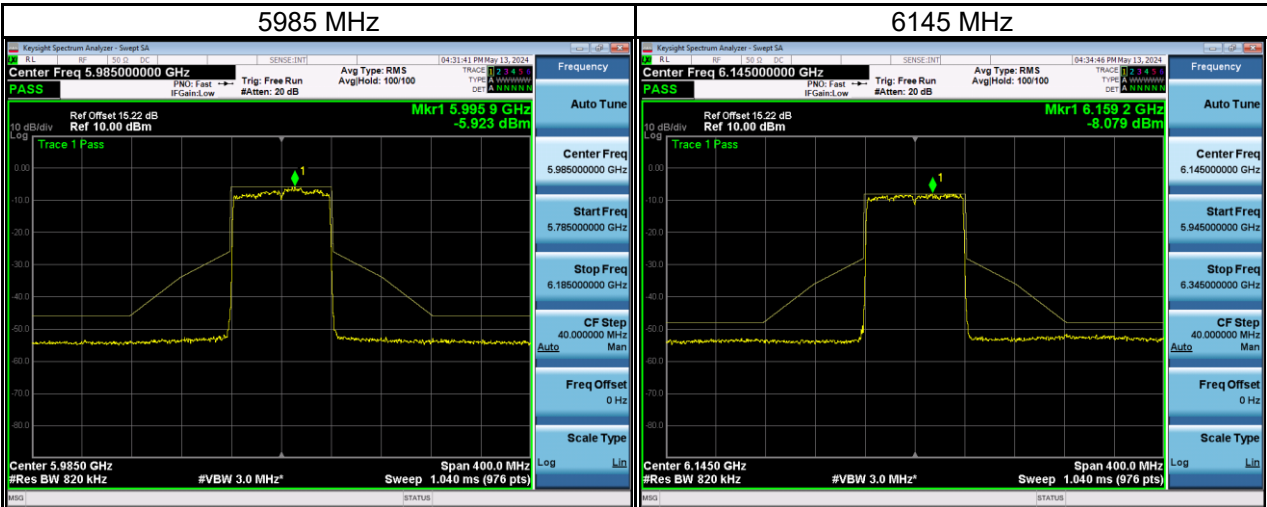 5985 MHz
Keysight Spectrum Analyzer - Swept SA
RL RF 50 Ω DC SENSE:INT 04:31:41 PM May 13, 2024
Center Freq 5.985000000 GHz
PASS
PNO: Fast
IFGain:Low
Trig: Free Run
#Atten: 20 dB
Avg Type: RMS
Avg|Hold: 100/100
TRACE 1 2 3 4 5 6
TYPE A WWWWW
DET A N N N N N
Ref Offset 15.22 dB
10 dB/div Ref 10.00 dBm
Log
Mkr1 5.995 9 GHz
-5.923 dBm
Trace 1 Pass
1
0.00
-10.0
-20.0
-30.0
-40.0
-50.0
-60.0
-70.0
-80.0
Center 5.9850 GHz Span 400.0 MHz
#Res BW 820 kHz #VBW 3.0 MHz* Sweep 1.040 ms (976 pts)
MSG STATUS
Frequency
Auto Tune
Center Freq
5.985000000 GHz
Start Freq
5.785000000 GHz
Stop Freq
6.185000000 GHz
CF Step
40.000000 MHz
Auto Man
Freq Offset
0 Hz
Scale Type
Log Lin
6145 MHz
Keysight Spectrum Analyzer - Swept SA
RL RF 50 Ω DC SENSE:INT 04:34:46 PM May 13, 2024
Center Freq 6.145000000 GHz
PASS
PNO: Fast
IFGain:Low
Trig: Free Run
#Atten: 20 dB
Avg Type: RMS
Avg|Hold: 100/100
TRACE 1 2 3 4 5 6
TYPE A WWWWW
DET A N N N N N
Ref Offset 15.22 dB
10 dB/div Ref 10.00 dBm
Log
Mkr1 6.159 2 GHz
-8.079 dBm
Trace 1 Pass
1
0.00
-10.0
-20.0
-30.0
-40.0
-50.0
-60.0
-70.0
-80.0
Center 6.1450 GHz Span 400.0 MHz
#Res BW 820 kHz #VBW 3.0 MHz* Sweep 1.040 ms (976 pts)
MSG STATUS
Frequency
Auto Tune
Center Freq
6.145000000 GHz
Start Freq
5.945000000 GHz
Stop Freq
6.345000000 GHz
CF Step
40.000000 MHz
Auto Man
Freq Offset
0 Hz
Scale Type
Log Lin